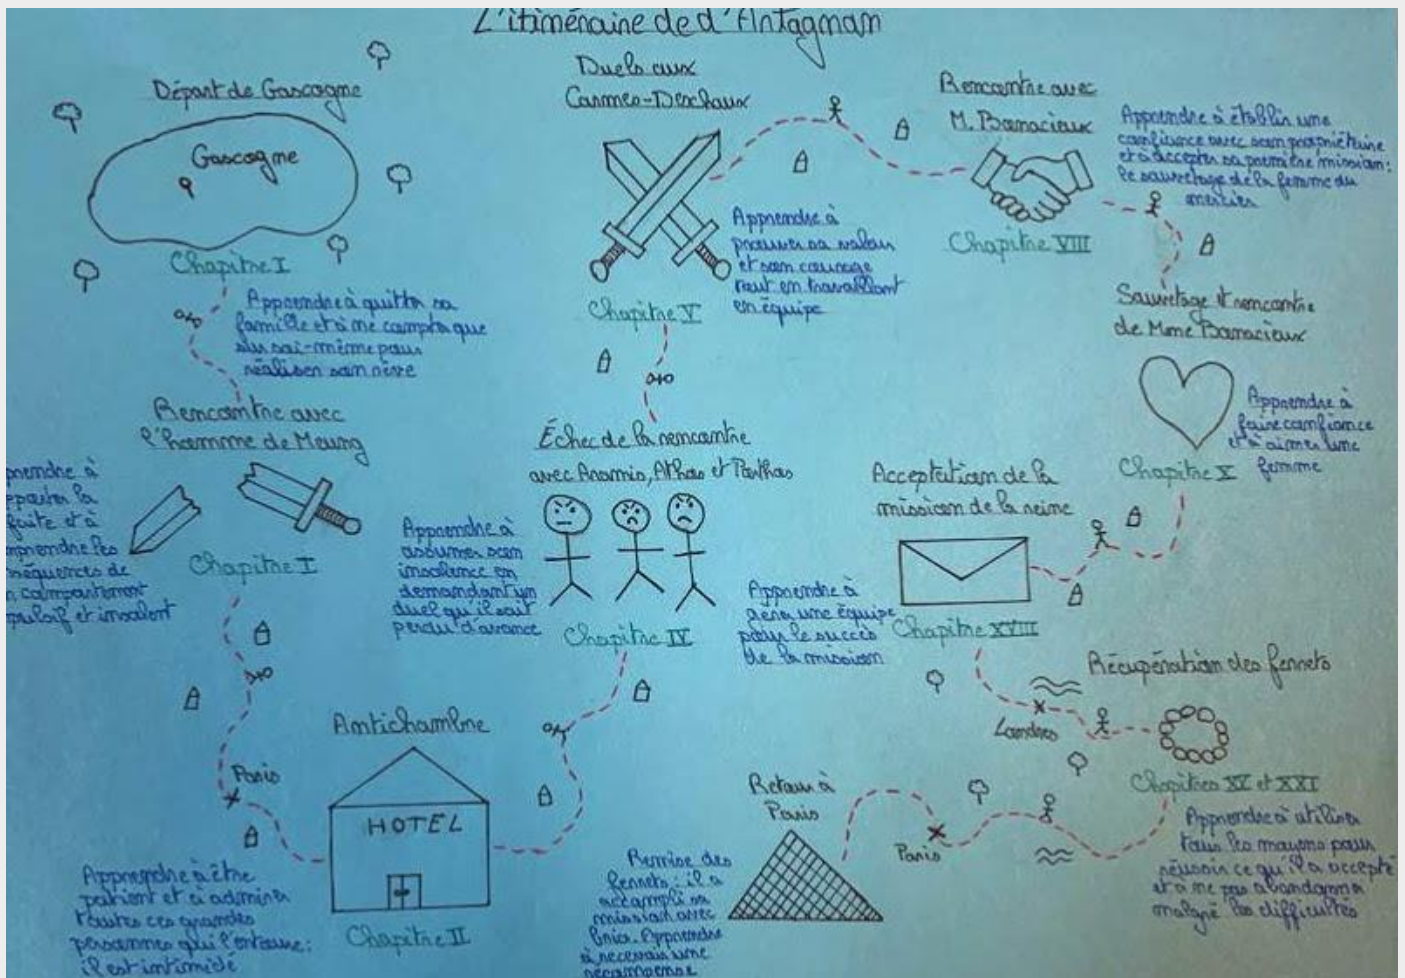 L'itinéraire de d'Artagnan
Départ de Gascogne
Gascogne
Chapitre I
Apprendre à quitter sa
famille et à ne compter que
sur soi-même pour
réaliser son rêve
Rencontre avec
l'homme de Meung
prendre à
la
faite et à
prendre les
séquences de
comportement
pulsif et insolent
Chapitre I
Paris
Antichambre
HOTEL
Chapitre II
Apprendre à être
patient et à admirer
toutes ces grandes
personnes qui l'entoure :
il est intimidé
Échec de la rencontre
avec Aramis, Athos et Porthos
Apprendre à
assumer son
insolence en
demandant un
duel qu'il sait
perdu d'avance
Chapitre IV
Duels aux
Carmes-Deschaux
Apprendre à
prouver sa valeur
et son courage
tout en travaillant
en équipe
Chapitre V
Rencontre avec
M. Bonacieux
Apprendre à établir une
confiance avec son propriétaire
et à accepter sa première mission :
le sauvetage de la femme du
mercier
Chapitre VIII
Sauvetage et rencontre
de Mme Bonacieux
Apprendre à
faire confiance
et à aimer une
femme
Chapitre X
Acceptation de la
mission de la reine
Apprendre à
gérer une équipe
pour le succès
de la mission
Chapitre XVIII
Londres
Récupération des ferrets
Chapitres XX et XXI
Apprendre à utiliser
tous les moyens pour
réussir ce qu'il a accepté
et à ne pas abandonner
malgré les difficultés
Paris
Retour à
Paris
Remise des
ferrets : il a
accompli sa
mission avec
brio. Apprendre
à recevoir une
récompense